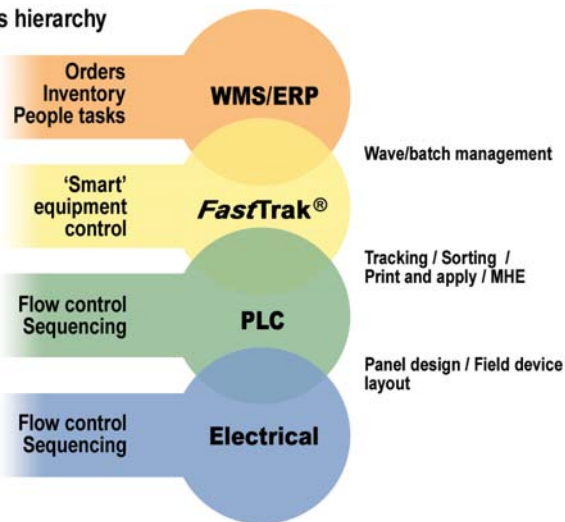 s hierarchy
Orders
Inventory
People tasks
WMS/ERP
Wave/batch management
'Smart'
equipment
control
FastTrak®
Tracking / Sorting /
Print and apply / MHE
Flow control
Sequencing
PLC
Panel design / Field device
layout
Flow control
Sequencing
Electrical